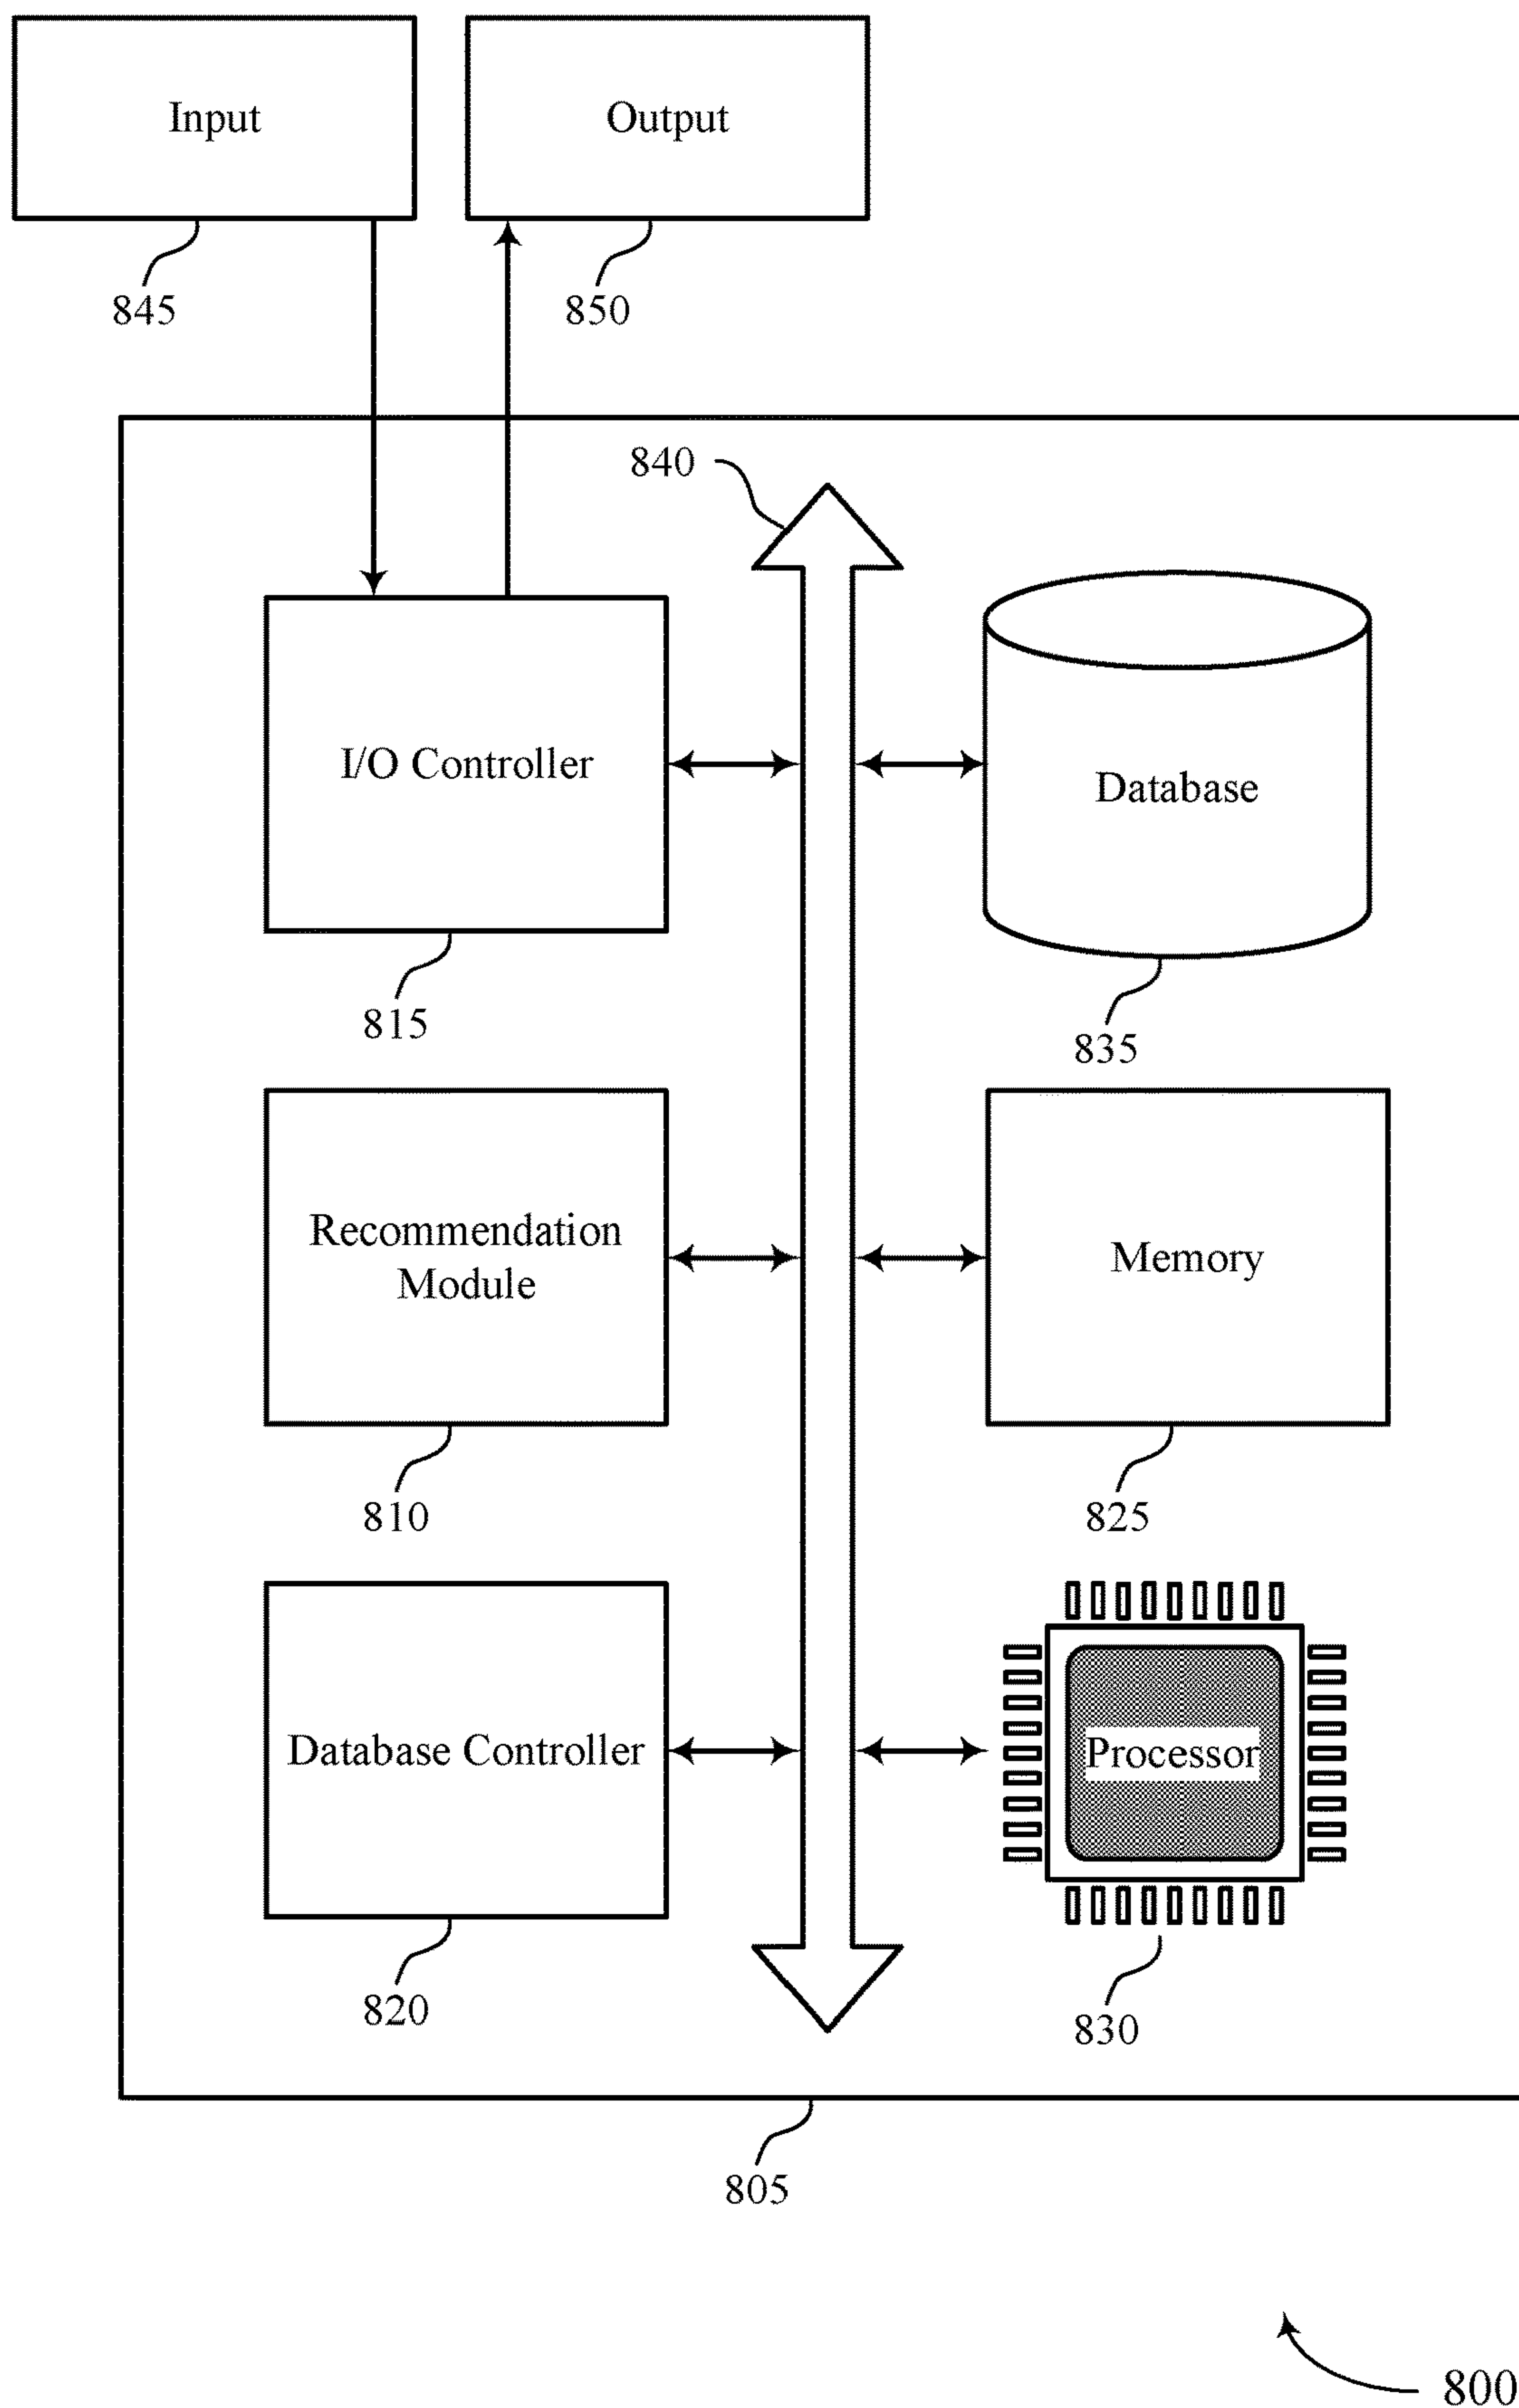 Input
Output
845
850
840
I/O Controller
Database
815
835
Recommendation
Module
Memory
810
825
Database Controller
Processor
820
830
805
800